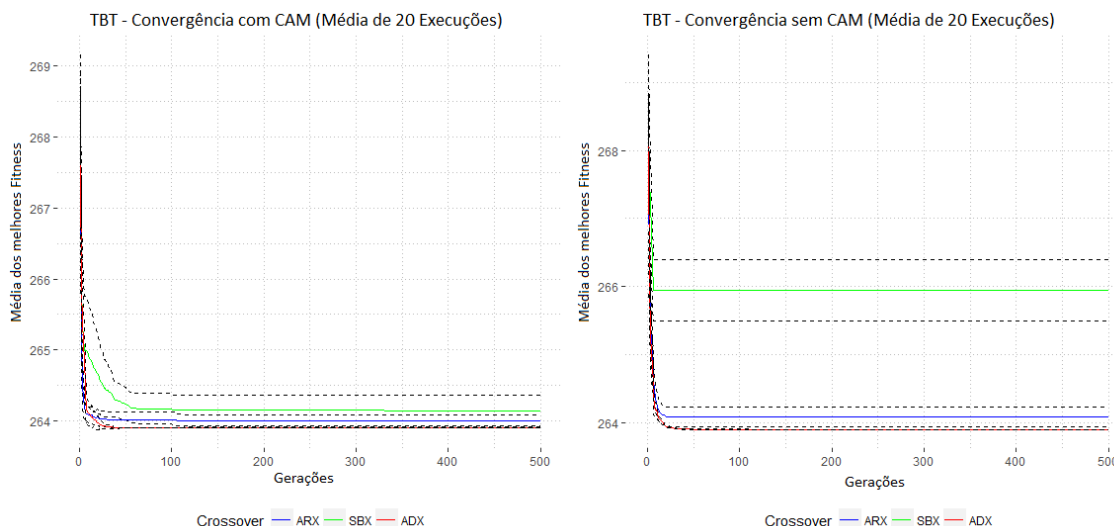 TBT - Convergência com CAM (Média de 20 Execuções)
Média dos melhores Fitness
269
268
267
266
265
264
0
100
200
300
400
500
Gerações
Crossover ARX SBX ADX
TBT - Convergência sem CAM (Média de 20 Execuções)
Média dos melhores Fitness
268
266
264
0
100
200
300
400
500
Gerações
Crossover ARX SBX ADX